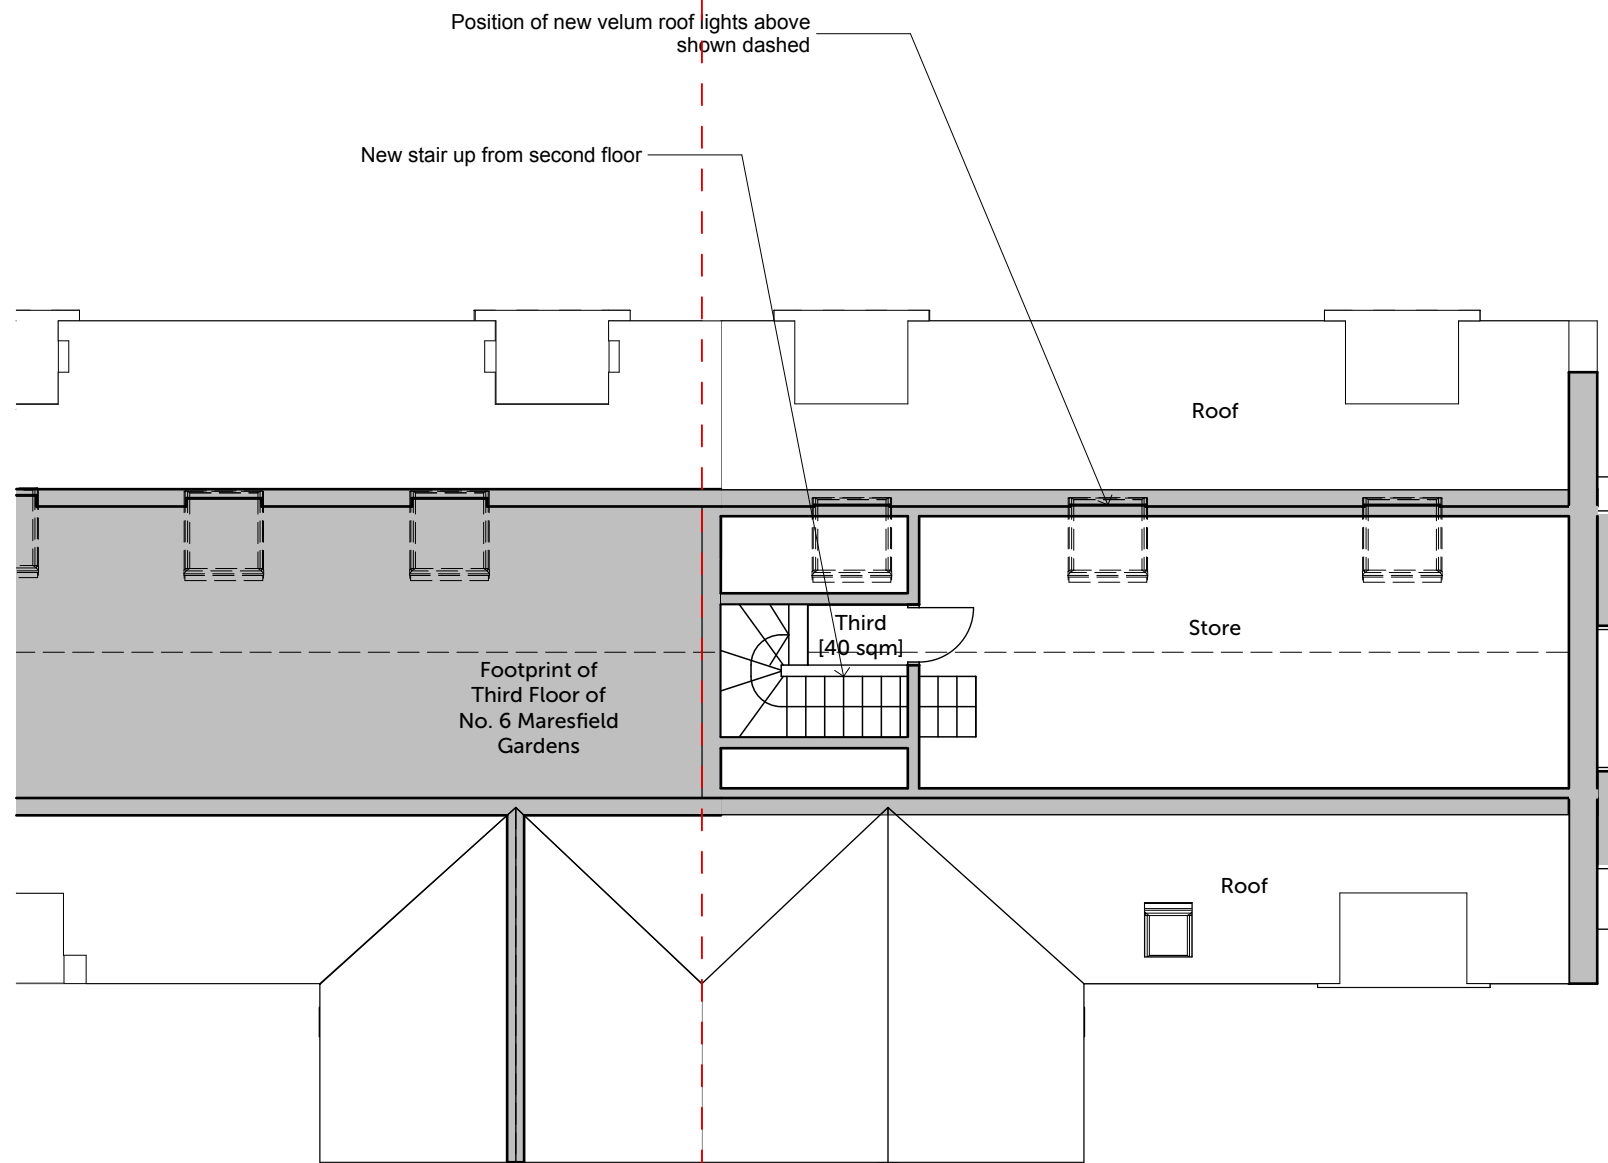 Position of new velum roof lights above
shown dashed
New stair up from second floor
Roof
Third
[40 sqm]
Store
Footprint of
Third Floor of
No. 6 Maresfield
Gardens
Roof